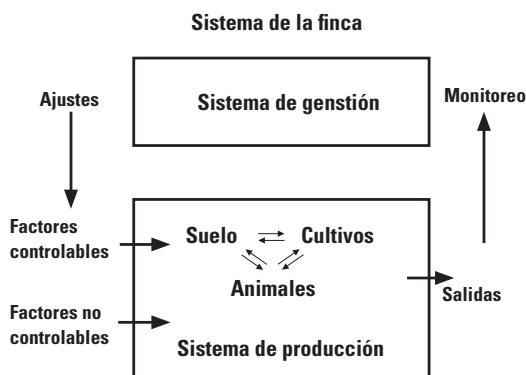 Sistema de la finca
Ajustes
Sistema de genstión
Monitoreo
Factores
controlables
Suelo
Cultivos
Animales
Salidas
Factores no
controlables
Sistema de producción